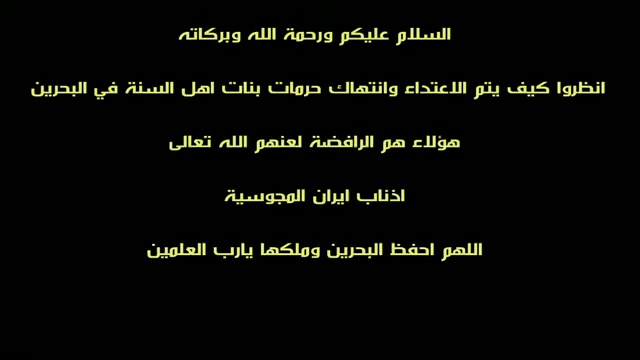 السلام عليكم ورحمة الله وبركاته
انظروا كيف يتم الاعتداء وانتهاك حرمات بنات اهل السنة في البحرين
هؤلاء هم الرافضة لعنهم الله تعالى
اذناب ايران المجوسية
اللهم احفظ البحرين وملكها يارب العلمين